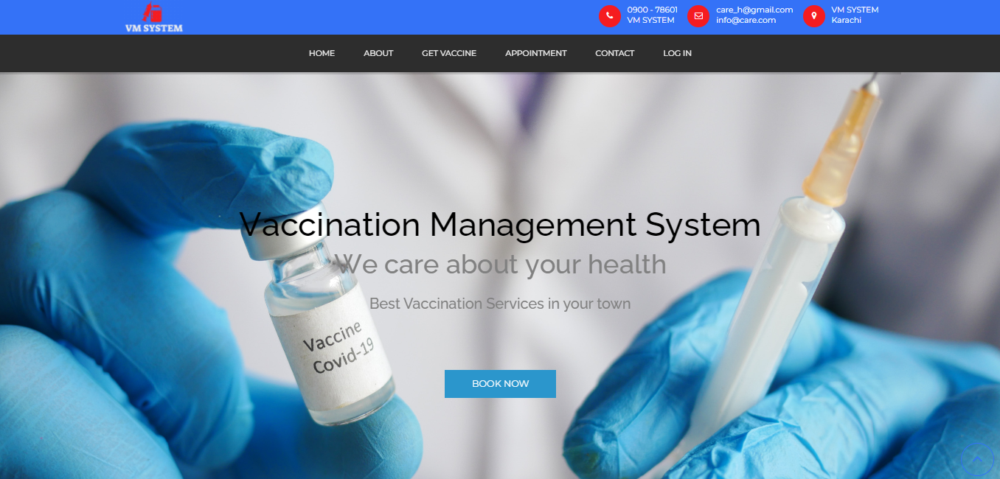 VM SYSTEM
0900 - 78601
VM SYSTEM
care_h@gmail.com
info@care.com
VM SYSTEM
Karachi
HOME ABOUT GET VACCINE APPOINTMENT CONTACT LOG IN
Vaccination Management System
We care about your health
Best Vaccination Services in your town
Vaccine
Covid-19
BOOK NOW